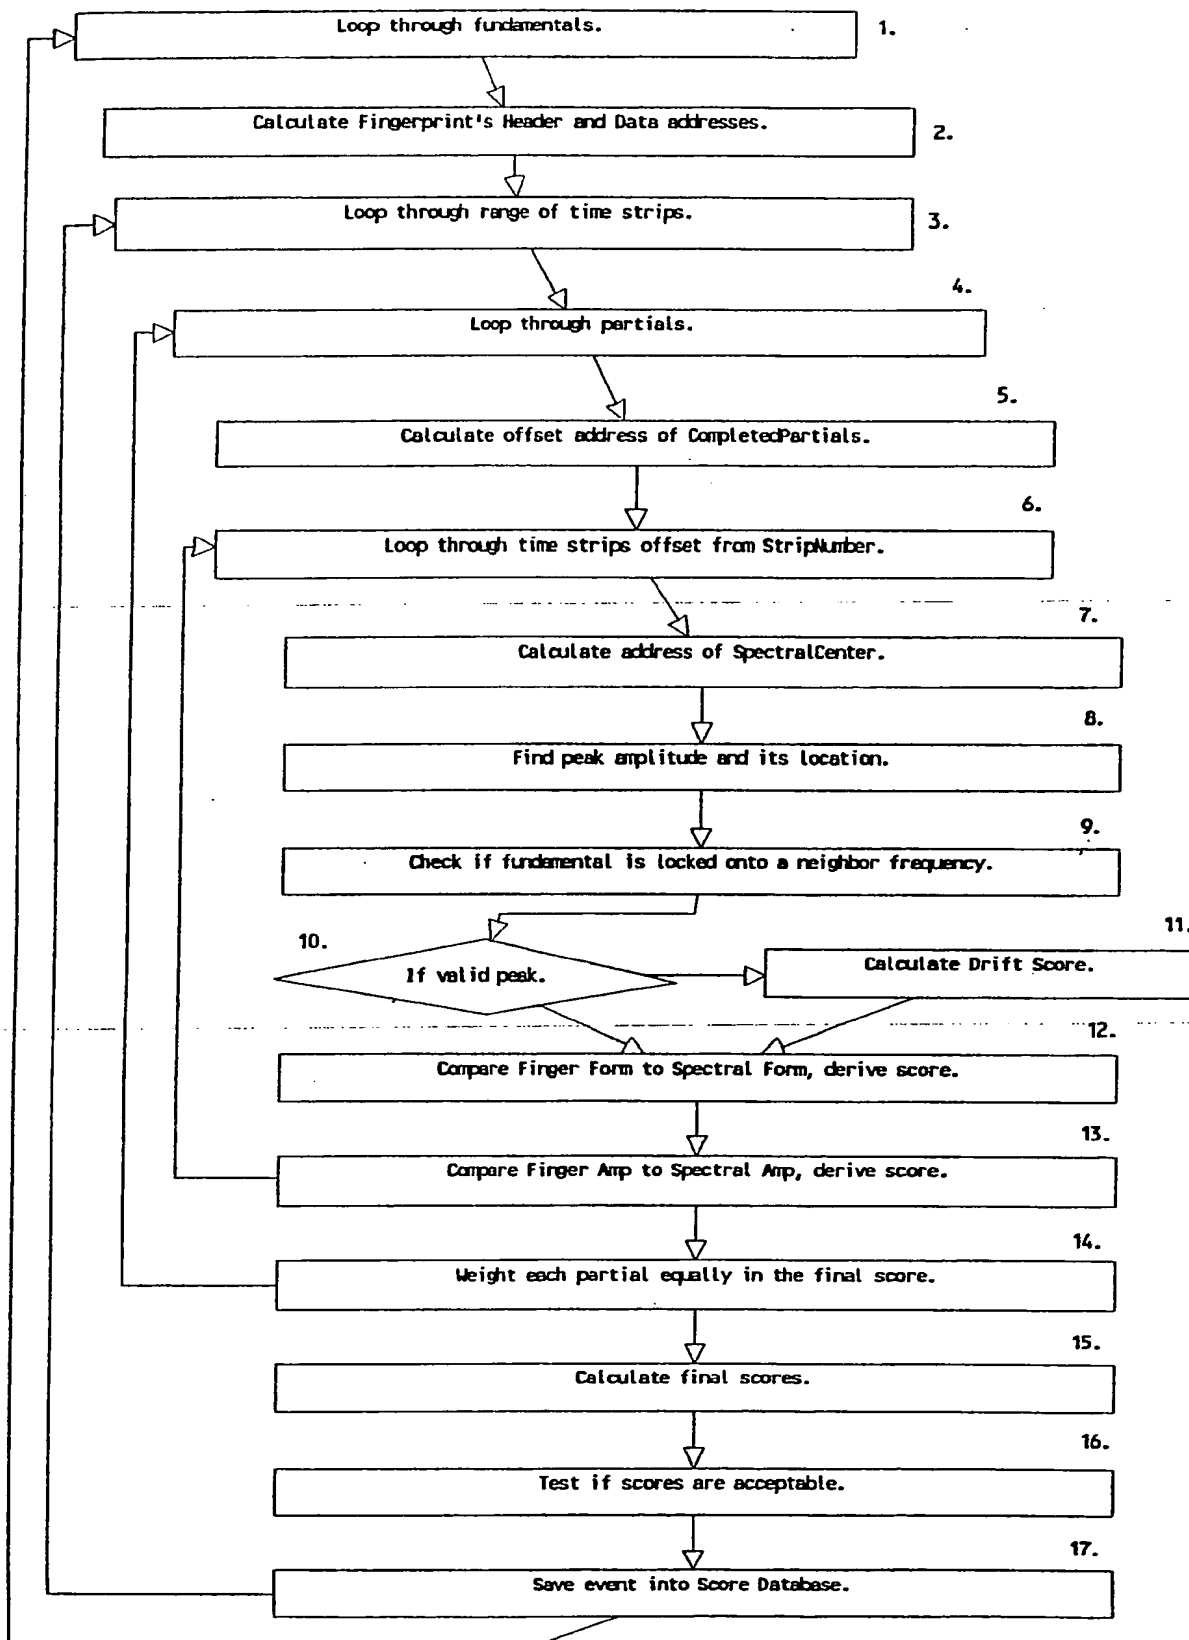 Loop through fundamentals. 1.
Calculate Fingerprint's Header and Data addresses. 2.
Loop through range of time strips. 3.
4.
Loop through partials.
5.
Calculate offset address of CompletedPartials.
6.
Loop through time strips offset from StripNumber.
7.
Calculate address of SpectralCenter.
8.
Find peak amplitude and its location.
9.
Check if fundamental is locked onto a neighbor frequency.
10.
If valid peak.
11.
Calculate Drift Score.
12.
Compare Finger Form to Spectral Form, derive score.
13.
Compare Finger Amp to Spectral Amp, derive score.
14.
Weight each partial equally in the final score.
15.
Calculate final scores.
16.
Test if scores are acceptable.
17.
Save event into Score Database.